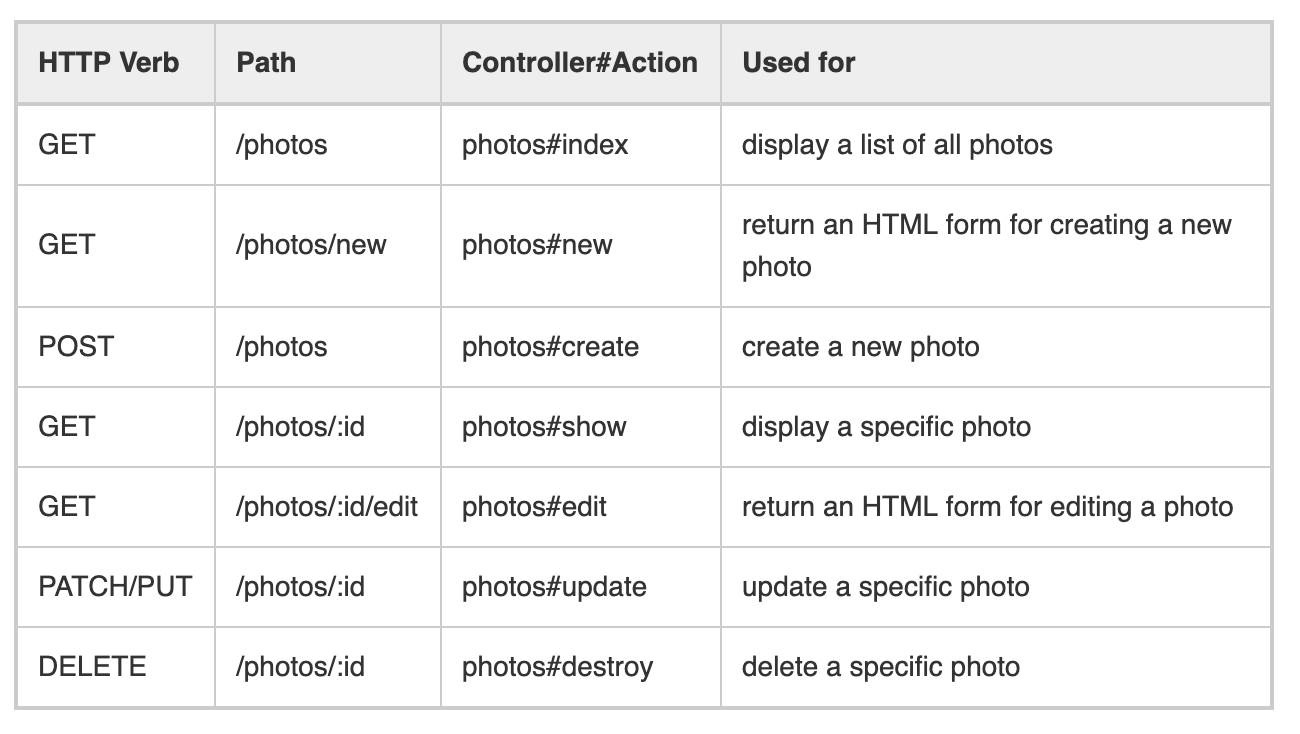 HTTP Verb Path Controller#Action Used for
GET /photos photos#index display a list of all photos
GET /photos/new photos#new return an HTML form for creating a new
photo
POST /photos photos#create create a new photo
GET /photos/:id photos#show display a specific photo
GET /photos/:id/edit photos#edit return an HTML form for editing a photo
PATCH/PUT /photos/:id photos#update update a specific photo
DELETE /photos/:id photos#destroy delete a specific photo